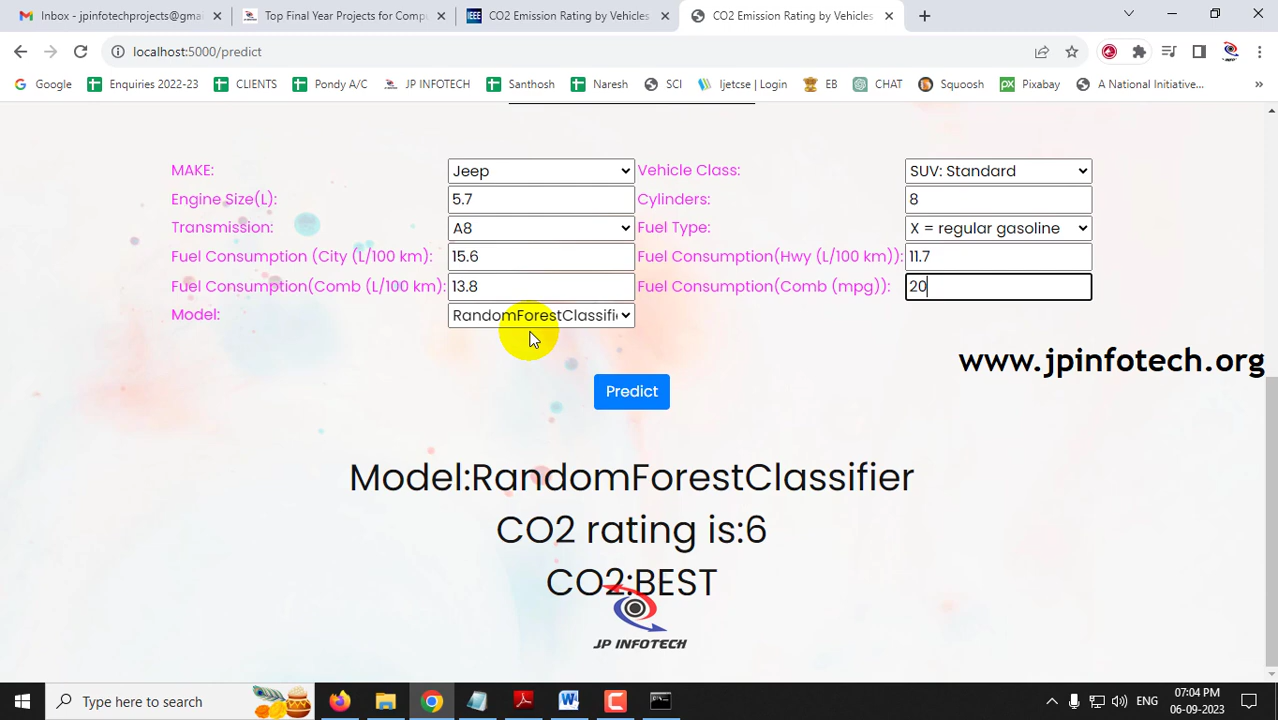 Inbox - jpinfotechprojects@gma
Top Final Year Projects for Compu
IEEE
CO2 Emission Rating by Vehicles
CO2 Emission Rating by Vehicles
localhost:5000/predict
Google
Enquiries 2022-23
CLIENTS
Pondy A/C
JP INFOTECH
Santhosh
Naresh
SCI
Ijetcse | Login
EB
CHAT
Squoosh
px
Pixabay
A National Initiative...
»
MAKE: Jeep Vehicle Class: SUV: Standard
Engine Size(L): 5.7 Cylinders: 8
Transmission: A8 Fuel Type: X = regular gasoline
Fuel Consumption (City (L/100 km): 15.6 Fuel Consumption(Hwy (L/100 km)): 11.7
Fuel Consumption(Comb (L/100 km): 13.8 Fuel Consumption(Comb (mpg)): 20
Model: RandomForestClassifi
www.jpinfotech.org
Predict
Model:RandomForestClassifier
CO2 rating is:6
CO2:BEST
JP INFOTECH
Type here to search
ENG
07:04 PM
06-09-2023